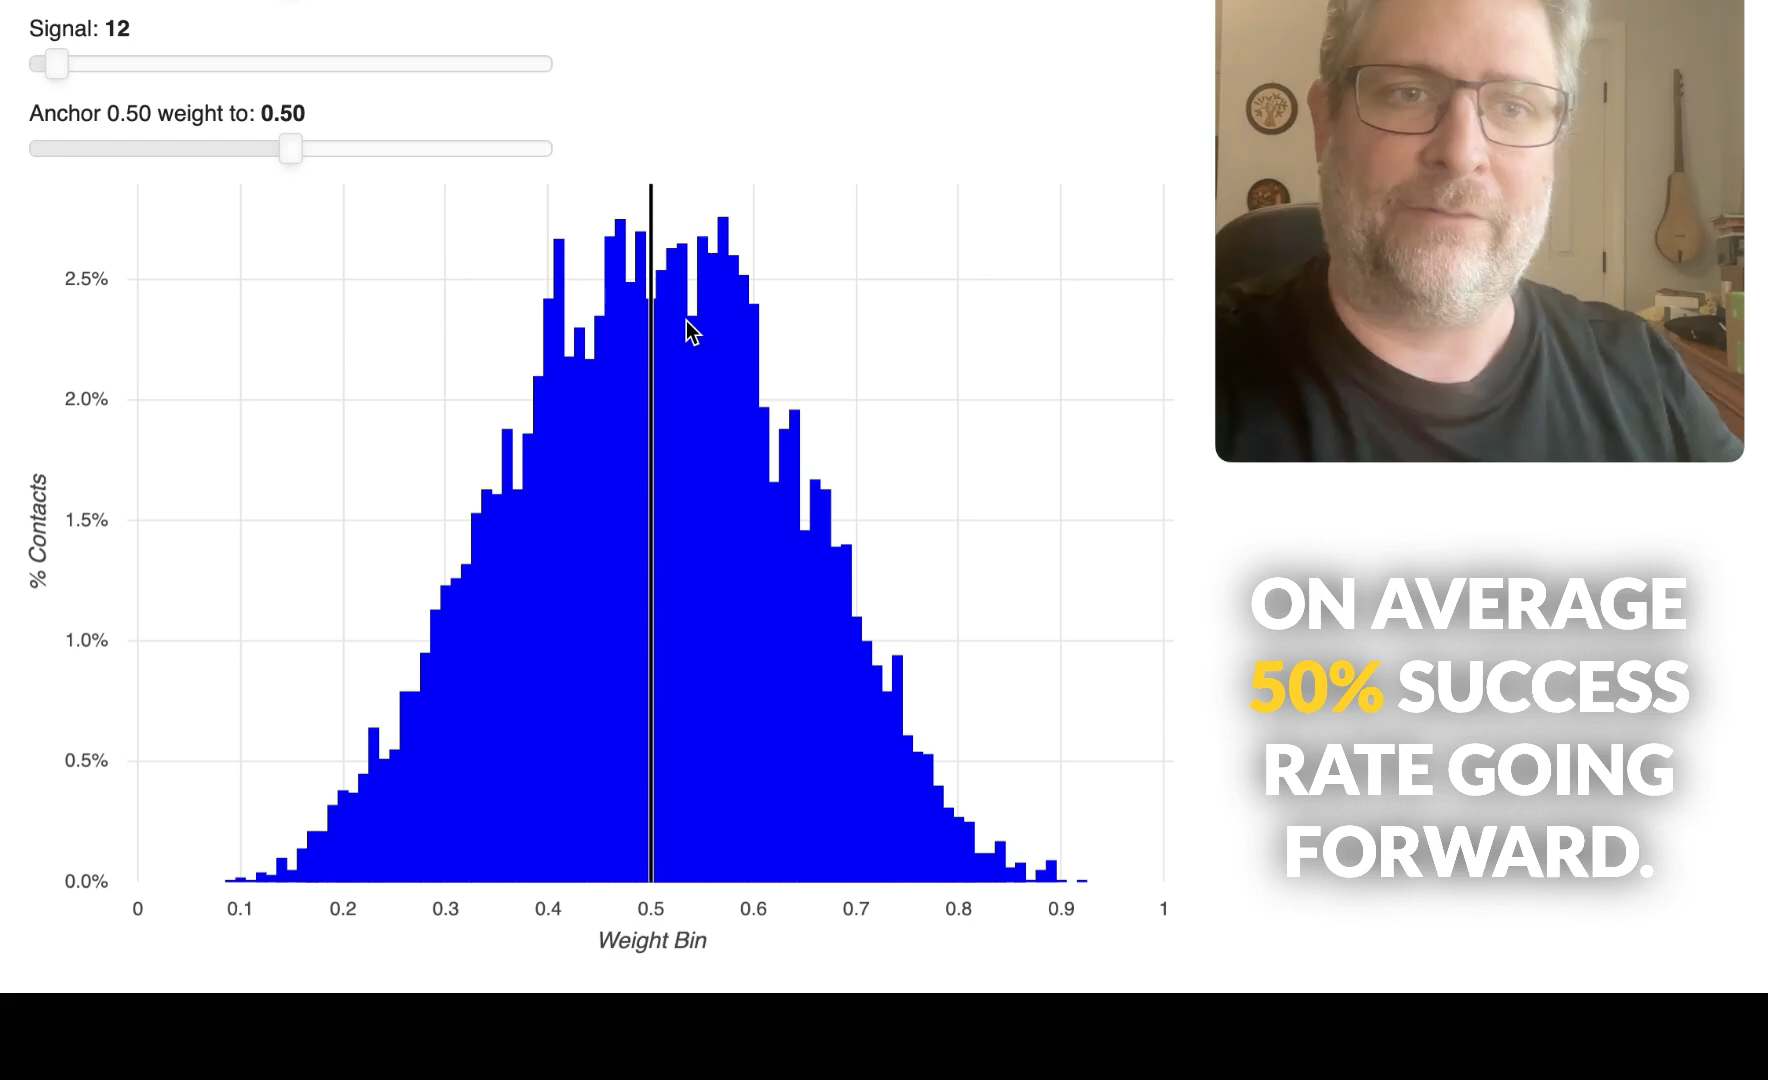 Signal: 12
Anchor 0.50 weight to: 0.50
2.5%
2.0%
1.5%
1.0%
0.5%
0.0%
% Contacts
0 0.1 0.2 0.3 0.4 0.5 0.6 0.7 0.8 0.9 1
Weight Bin
ON AVERAGE
50% SUCCESS
RATE GOING
FORWARD.